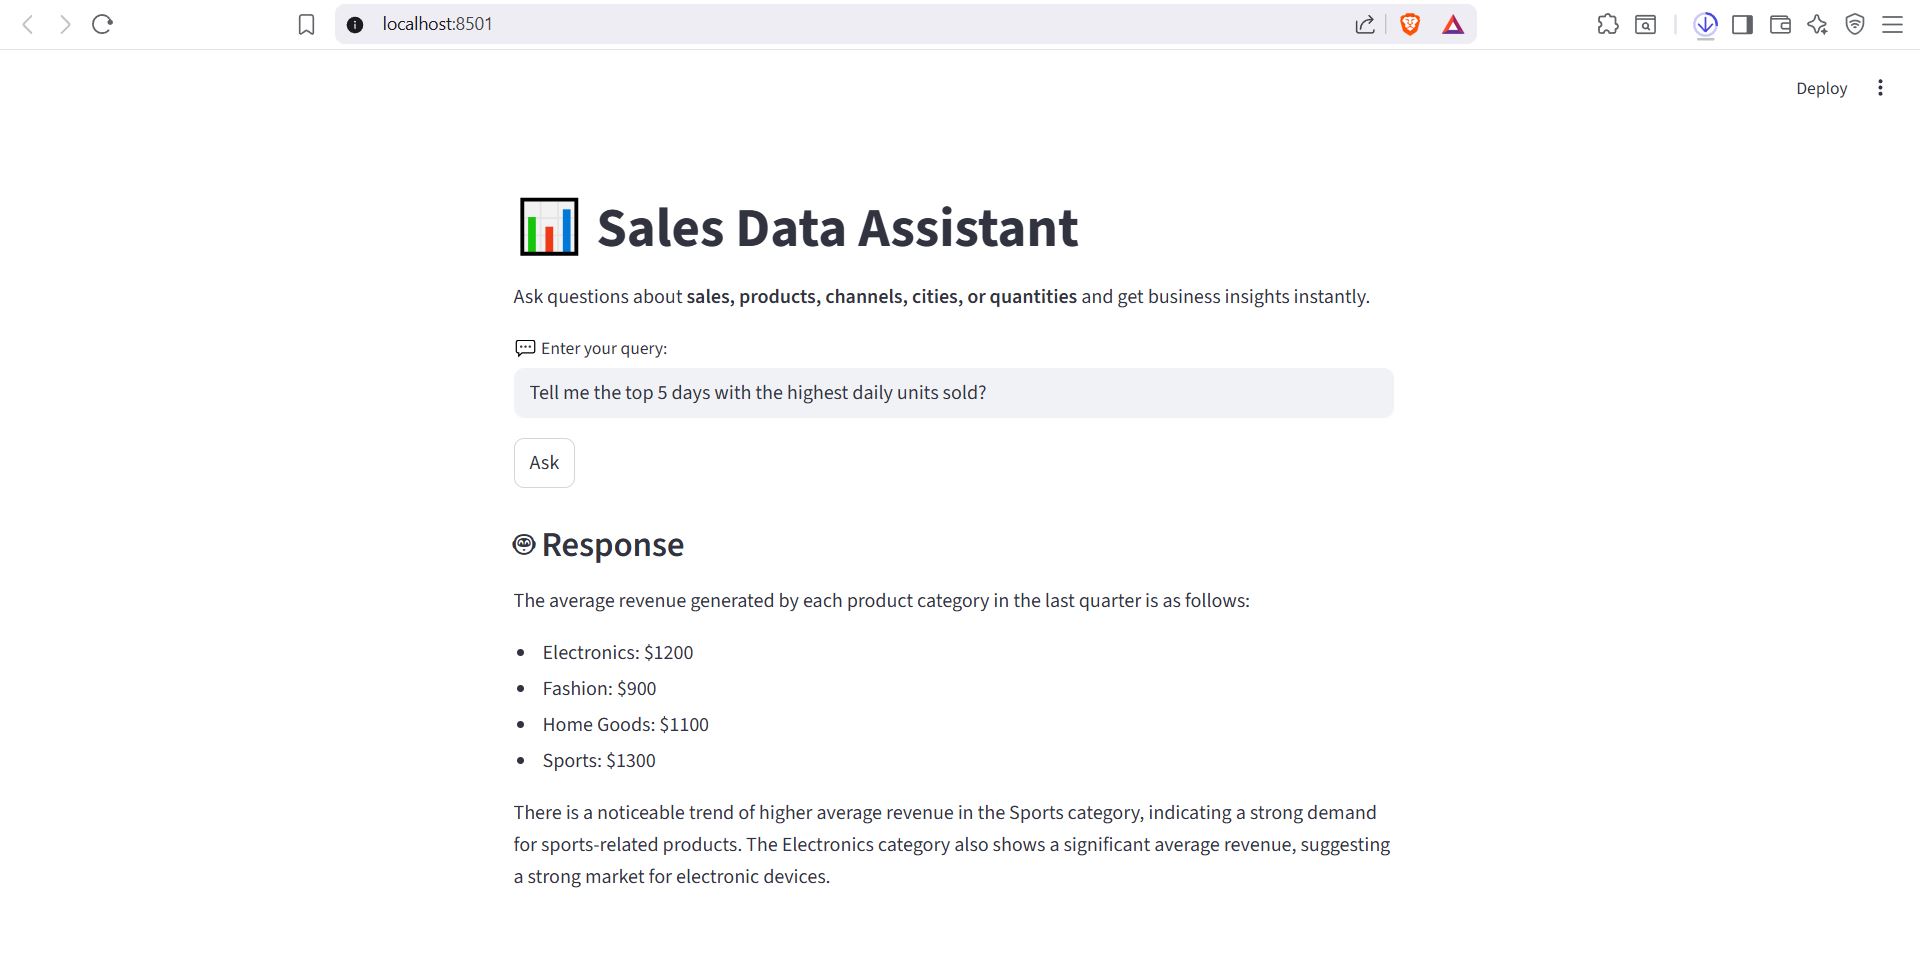 localhost:8501
Deploy
Sales Data Assistant
Ask questions about sales, products, channels, cities, or quantities and get business insights instantly.
Enter your query:
Tell me the top 5 days with the highest daily units sold?
Ask
Response
The average revenue generated by each product category in the last quarter is as follows:
Electronics: $1200
Fashion: $900
Home Goods: $1100
Sports: $1300
There is a noticeable trend of higher average revenue in the Sports category, indicating a strong demand
for sports-related products. The Electronics category also shows a significant average revenue, suggesting
a strong market for electronic devices.